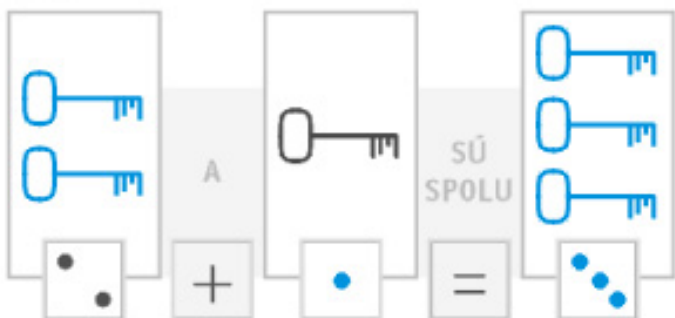 A
SÚ
SPOLU
+
=